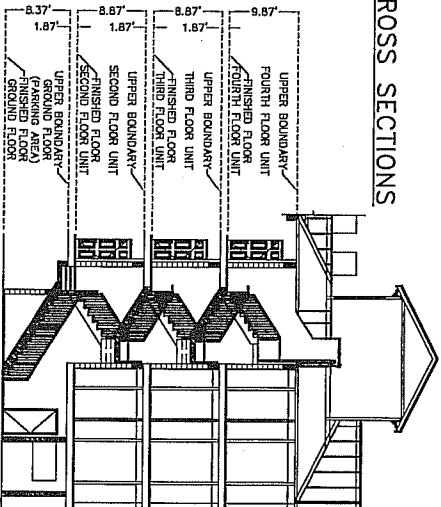 ROSS SECTIONS
9.87'
UPPER BOUNDARY
FOURTH FLOOR UNIT
FINISHED FLOOR
FOURTH FLOOR UNIT
1.87'
8.87'
UPPER BOUNDARY
THIRD FLOOR UNIT
FINISHED FLOOR
THIRD FLOOR UNIT
1.87'
8.87'
UPPER BOUNDARY
SECOND FLOOR UNIT
FINISHED FLOOR
SECOND FLOOR UNIT
1.87'
8.37'
UPPER BOUNDARY
GROUND FLOOR
(PARKING AREA)
FINISHED FLOOR
GROUND FLOOR